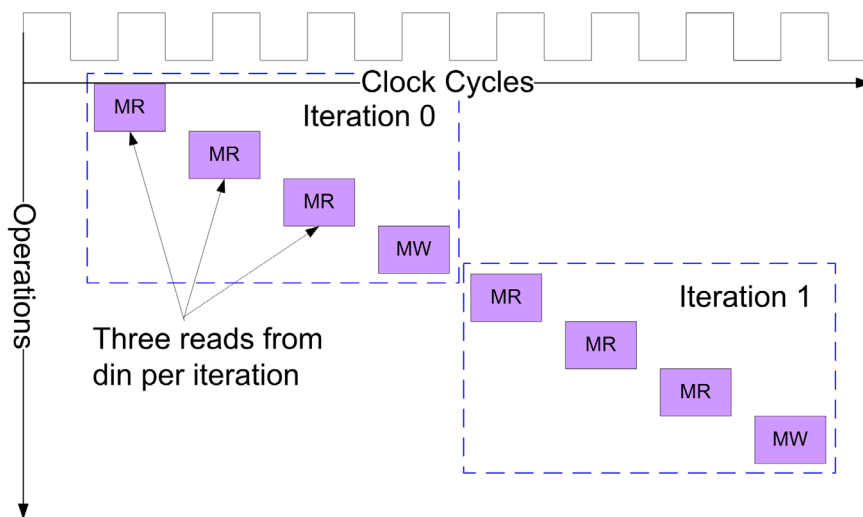 Clock Cycles
Iteration 0
MR
MR
MR
MW
Operations
Three reads from
din per iteration
Iteration 1
MR
MR
MR
MW